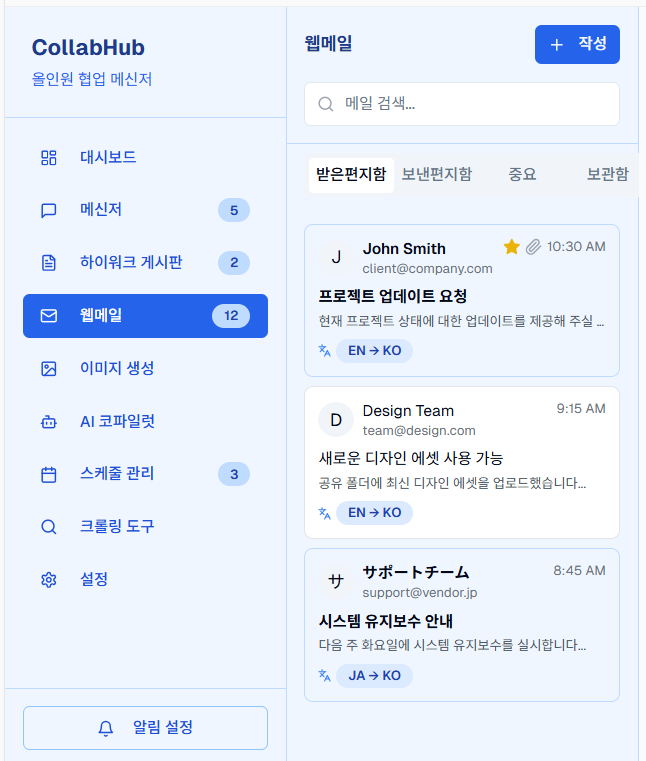 CollabHub
올인원 협업 메신저
대시보드
메신저 5
하이워크 게시판 2
웹메일 12
이미지 생성
AI 코파일럿
스케줄 관리 3
크롤링 도구
설정
알림 설정
웹메일
+ 작성
메일 검색...
받은편지함 보낸편지함 중요 보관함
J
John Smith 10:30 AM
client@company.com
프로젝트 업데이트 요청
현재 프로젝트 상태에 대한 업데이트를 제공해 주실 ...
EN → KO
D
Design Team 9:15 AM
team@design.com
새로운 디자인 에셋 사용 가능
공유 폴더에 최신 디자인 에셋을 업로드했습니다...
EN → KO
サ
サポートチーム 8:45 AM
support@vendor.jp
시스템 유지보수 안내
다음 주 화요일에 시스템 유지보수를 실시합니다...
JA → KO